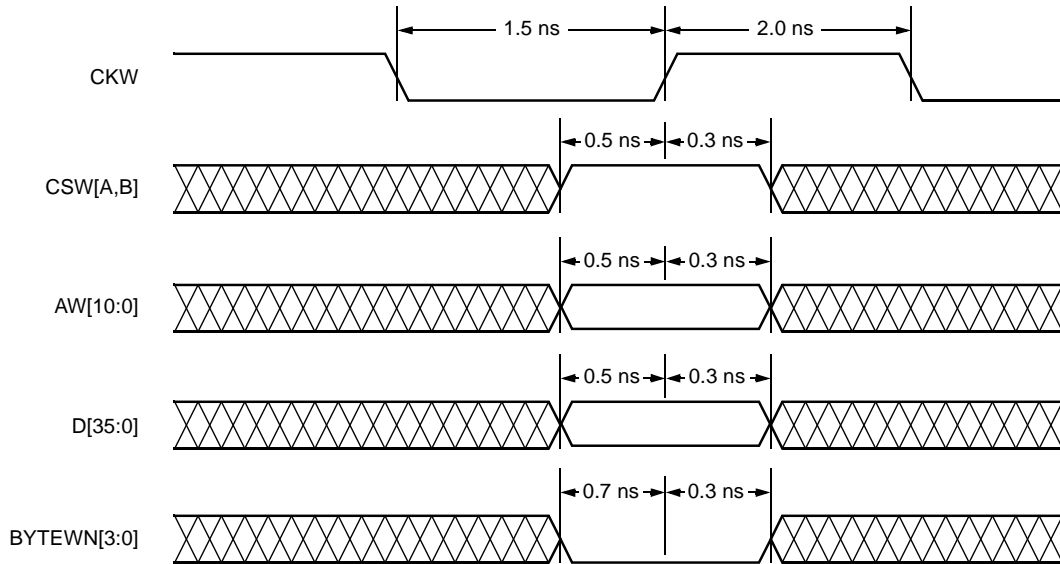 1.5 ns 2.0 ns
CKW
0.5 ns 0.3 ns
CSW[A,B]
0.5 ns 0.3 ns
AW[10:0]
0.5 ns 0.3 ns
D[35:0]
0.7 ns 0.3 ns
BYTEWN[3:0]